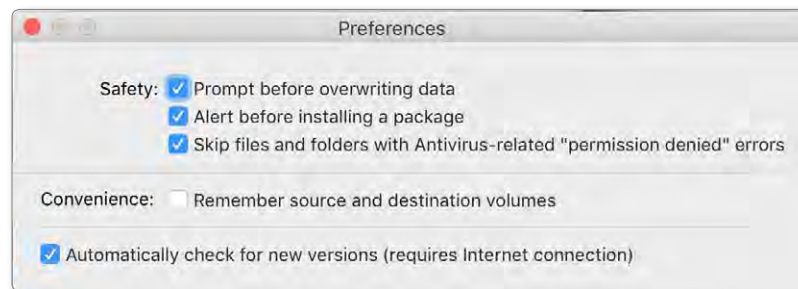 Preferences
Safety: Prompt before overwriting data
Alert before installing a package
Skip files and folders with Antivirus-related "permission denied" errors
Convenience: Remember source and destination volumes
Automatically check for new versions (requires Internet connection)